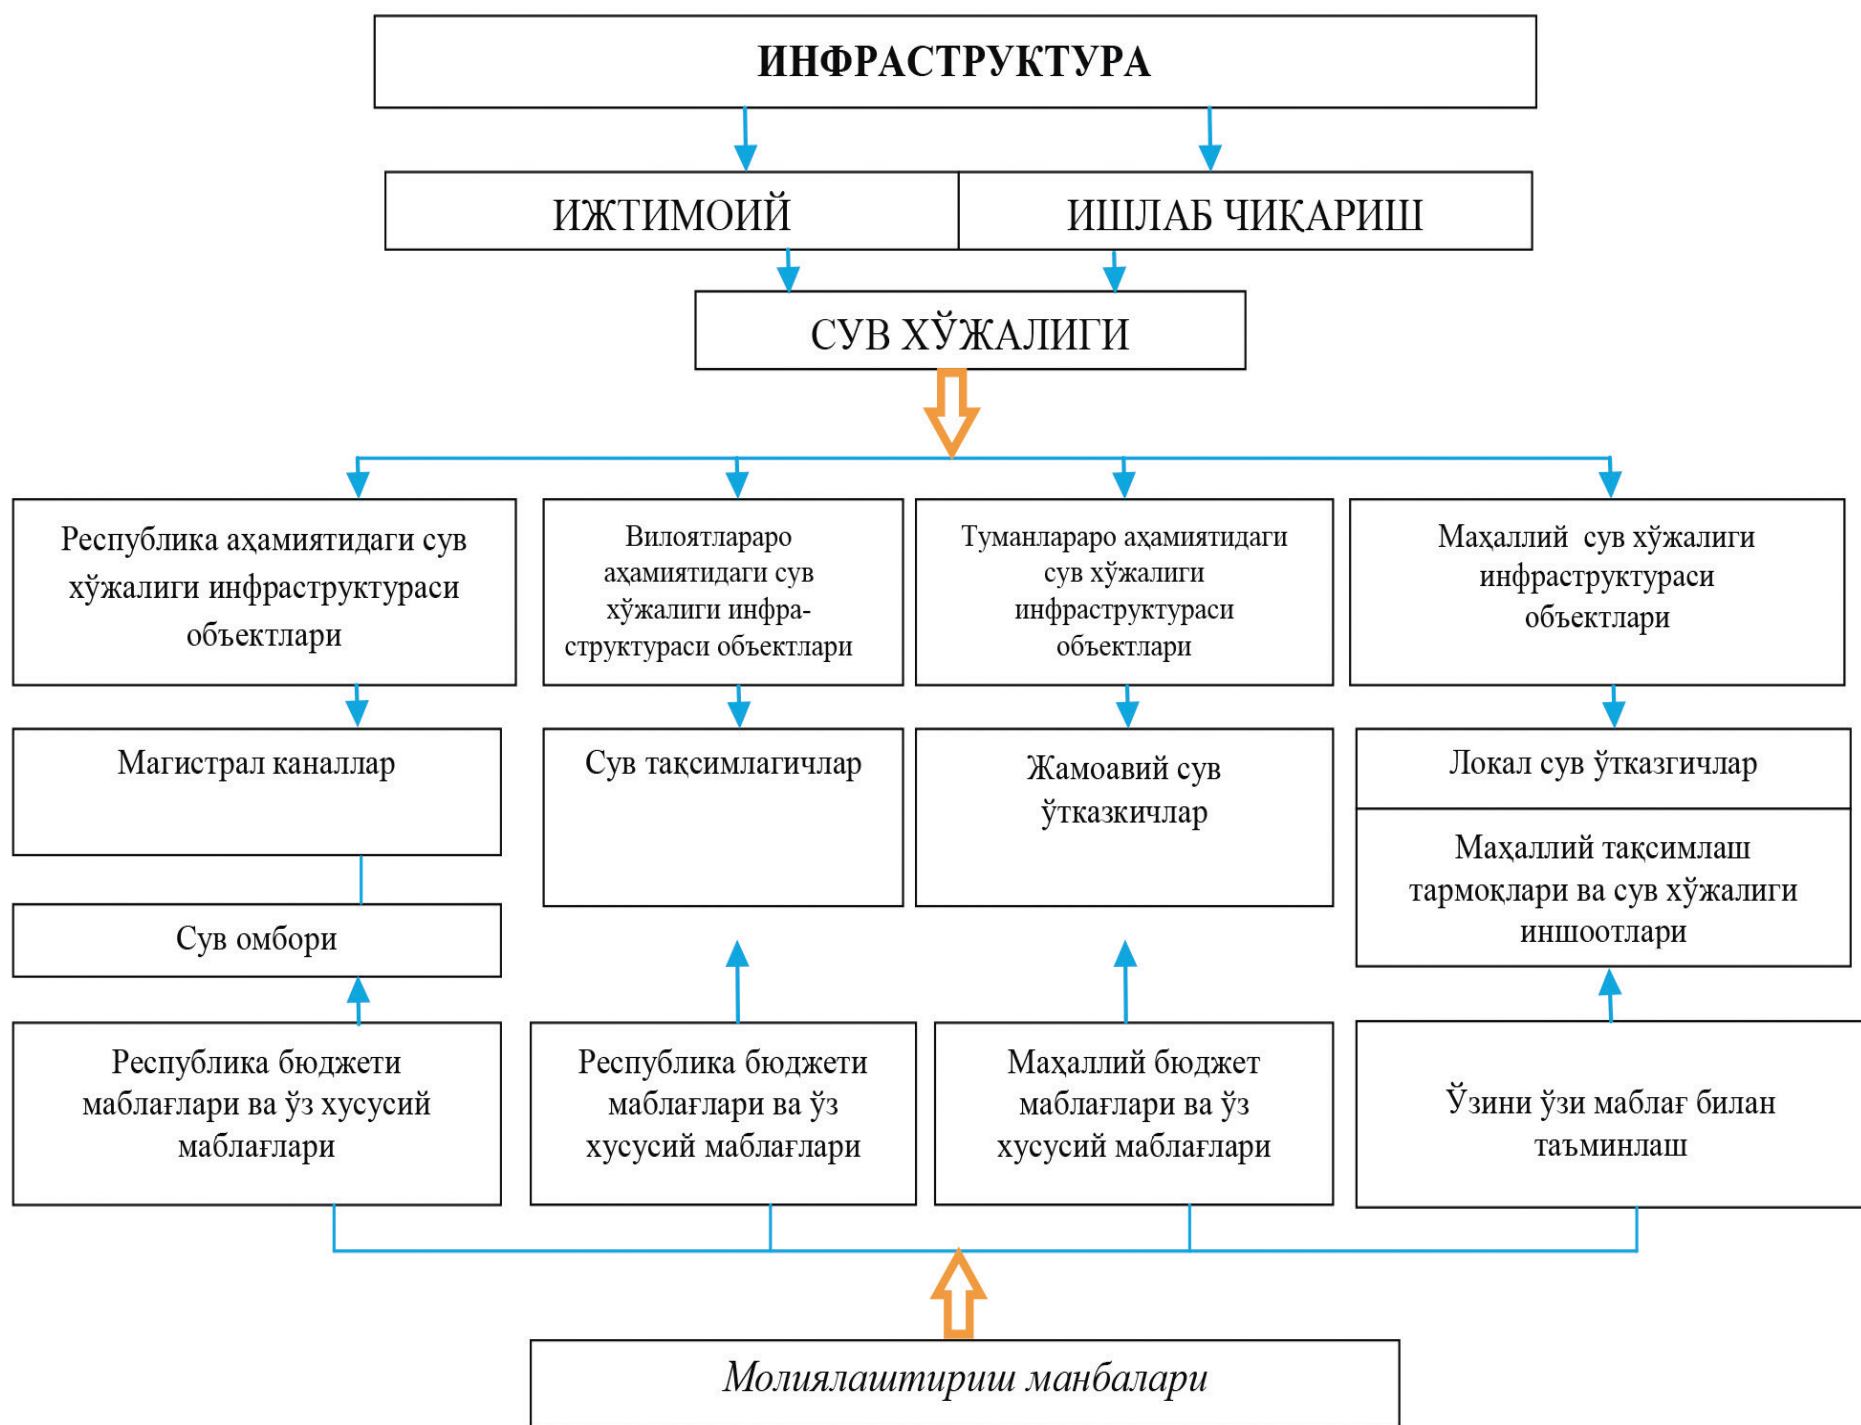 ИНФРАСТРУКТУРА
ИЖТИМОИЙ
ИШЛАБ ЧИҚАРИШ
СУВ ХЎЖАЛИГИ
Республика аҳамиятидаги сув
хўжалиги инфраструктураси
объектлари
Вилоятлараро
аҳамиятидаги сув
хўжалиги инфра-
структураси объектлари
Туманлараро аҳамиятидаги
сув хўжалиги
инфраструктураси
объектлари
Маҳаллий сув хўжалиги
инфраструктураси
объектлари
Магистрал каналлар
Сув тақсимлагичлар
Жамоавий сув
ўтказкичлар
Локал сув ўтказгичлар
Маҳаллий тақсимлаш
тармоқлари ва сув хўжалиги
иншоотлари
Сув омбори
Республика бюджети
маблағлари ва ўз хусусий
маблағлари
Республика бюджети
маблағлари ва ўз
хусусий маблағлари
Маҳаллий бюджет
маблағлари ва ўз
хусусий маблағлари
Ўзини ўзи маблағ билан
таъминлаш
Молиялаштириш манбалари